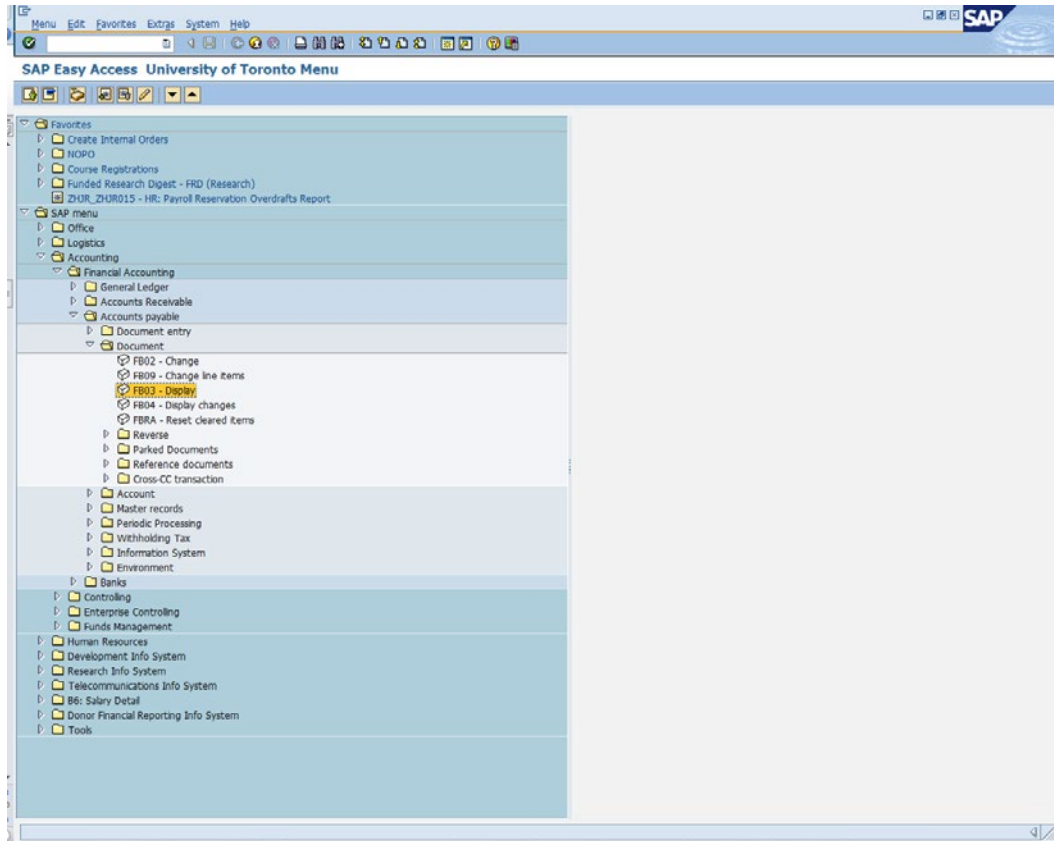 Menu Edit Favorites Extras System Help
SAP
SAP Easy Access University of Toronto Menu
Favorites
Create Internal Orders
NOPO
Course Registrations
Funded Research Digest - FRD (Research)
ZHJR_ZHJR015 - HR: Payroll Reservation Overdrafts Report
SAP menu
Office
Logistics
Accounting
Financial Accounting
General Ledger
Accounts Receivable
Accounts payable
Document entry
Document
FB02 - Change
FB09 - Change line items
FB03 - Display
FB04 - Display changes
FBRA - Reset cleared items
Reverse
Parked Documents
Reference documents
Cross-CC transaction
Account
Master records
Periodic Processing
Withholding Tax
Information System
Environment
Banks
Controlling
Enterprise Controlling
Funds Management
Human Resources
Development Info System
Research Info System
Telecommunications Info System
B6: Salary Detail
Donor Financial Reporting Info System
Tools